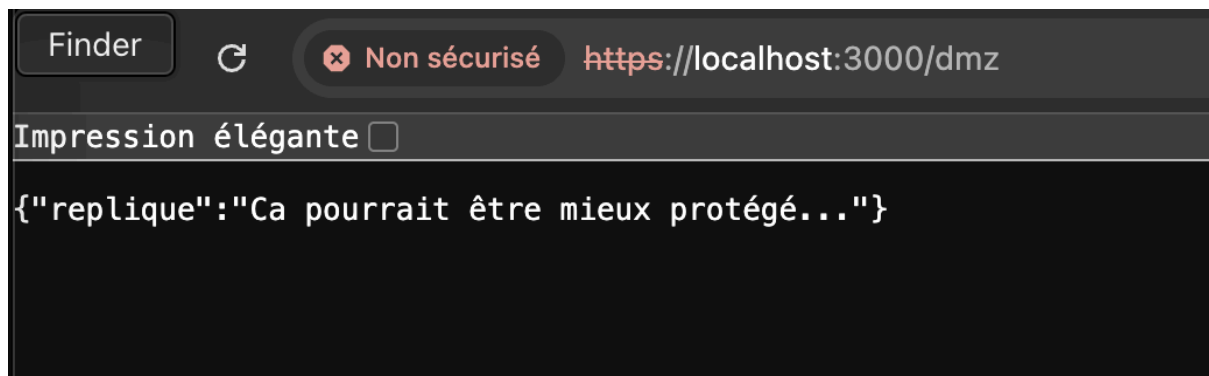 Finder
Non sécurisé https://localhost:3000/dmz
Impression élégante
{"replique":"Ca pourrait être mieux protégé..."}